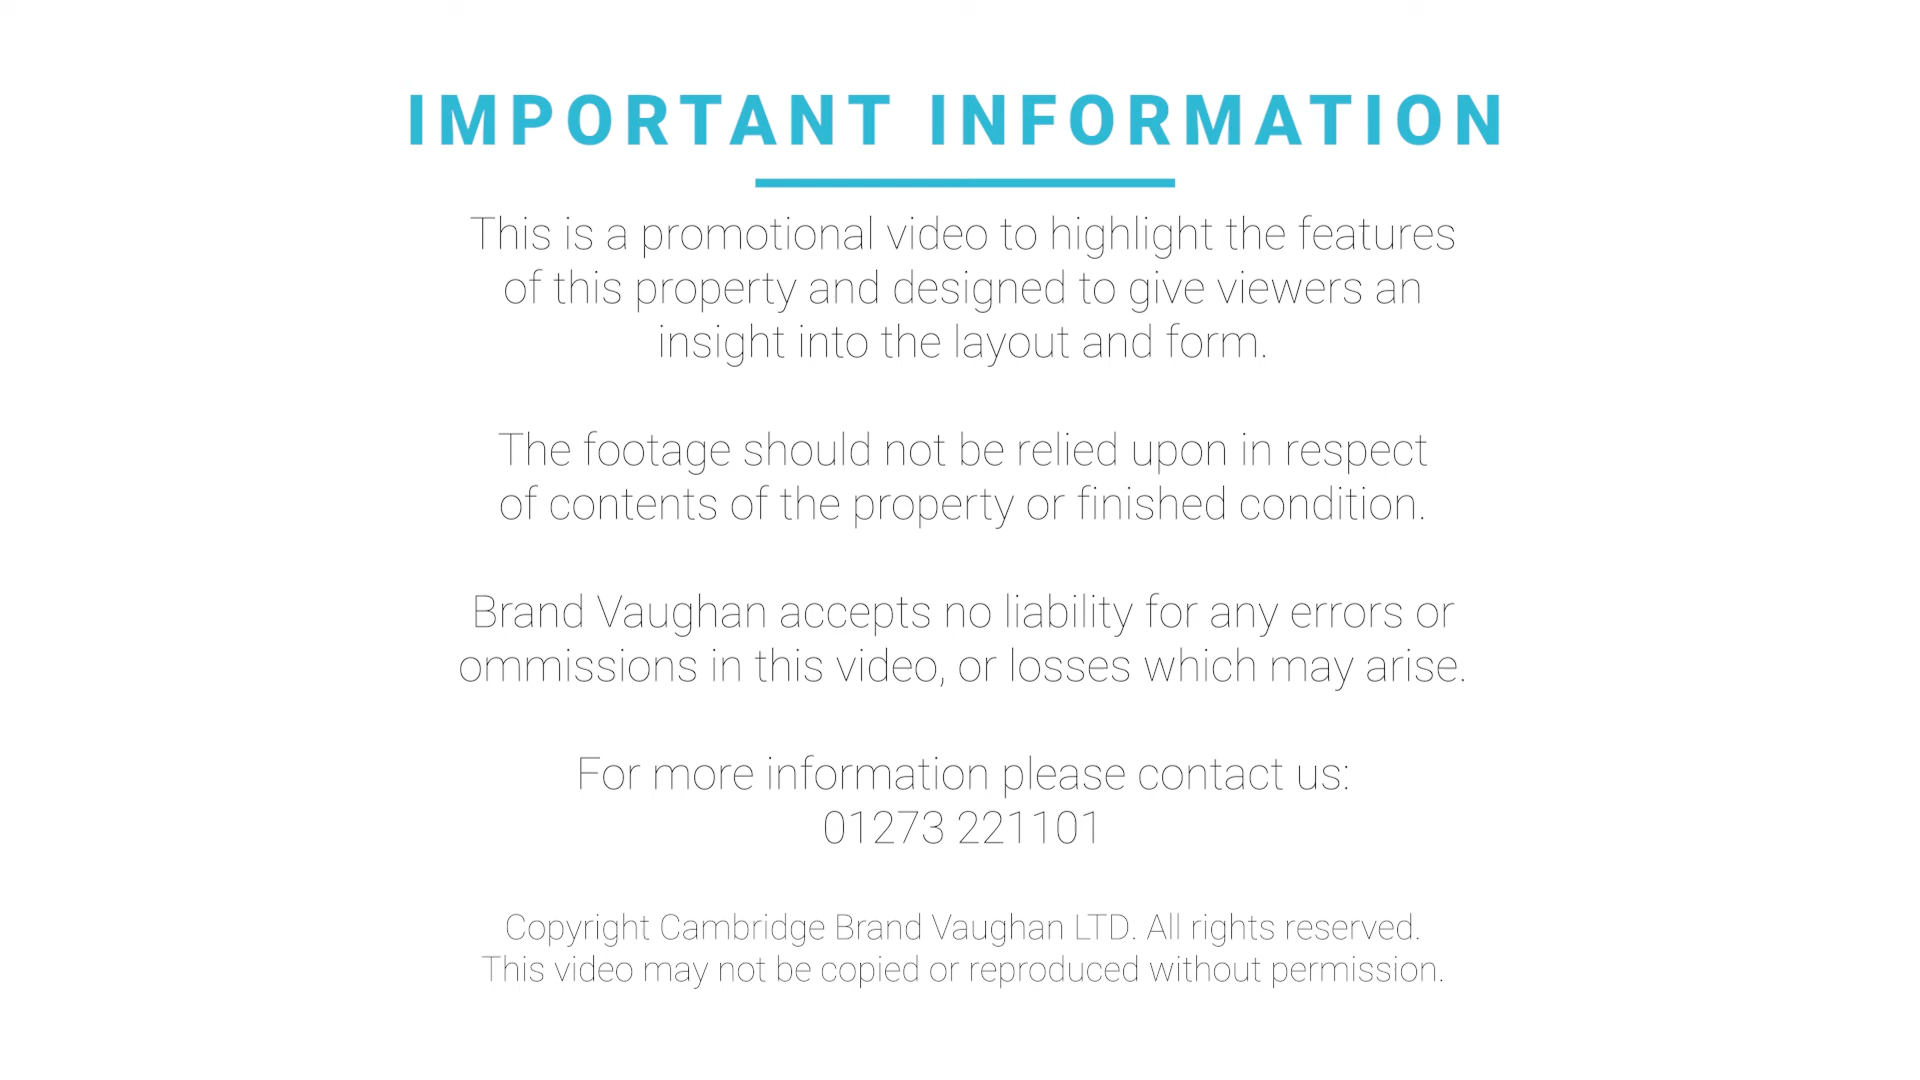 IMPORTANT INFORMATION
This is a promotional video to highlight the features
of this property and designed to give viewers an
insight into the layout and form.
The footage should not be relied upon in respect
of contents of the property or finished condition.
Brand Vaughan accepts no liability for any errors or
ommissions in this video, or losses which may arise.
For more information please contact us:
01273 221101
Copyright Cambridge Brand Vaughan LTD. All rights reserved.
This video may not be copied or reproduced without permission.